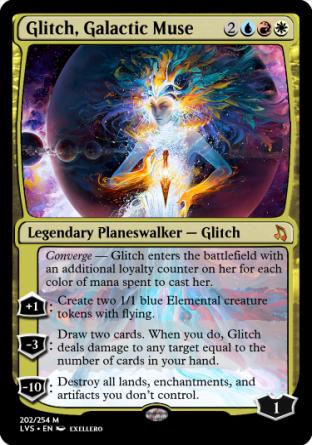 Glitch, Galactic Muse 2
Legendary Planeswalker — Glitch
Converge — Glitch enters the battlefield with
an additional loyalty counter on her for each
color of mana spent to cast her.
+1: Create two 1/1 blue Elemental creature
tokens with flying.
-3: Draw two cards. When you do, Glitch
deals damage to any target equal to the
number of cards in your hand.
-10: Destroy all lands, enchantments, and
artifacts you don't control.
1
202/254 M
LVS • EN EXELLERO